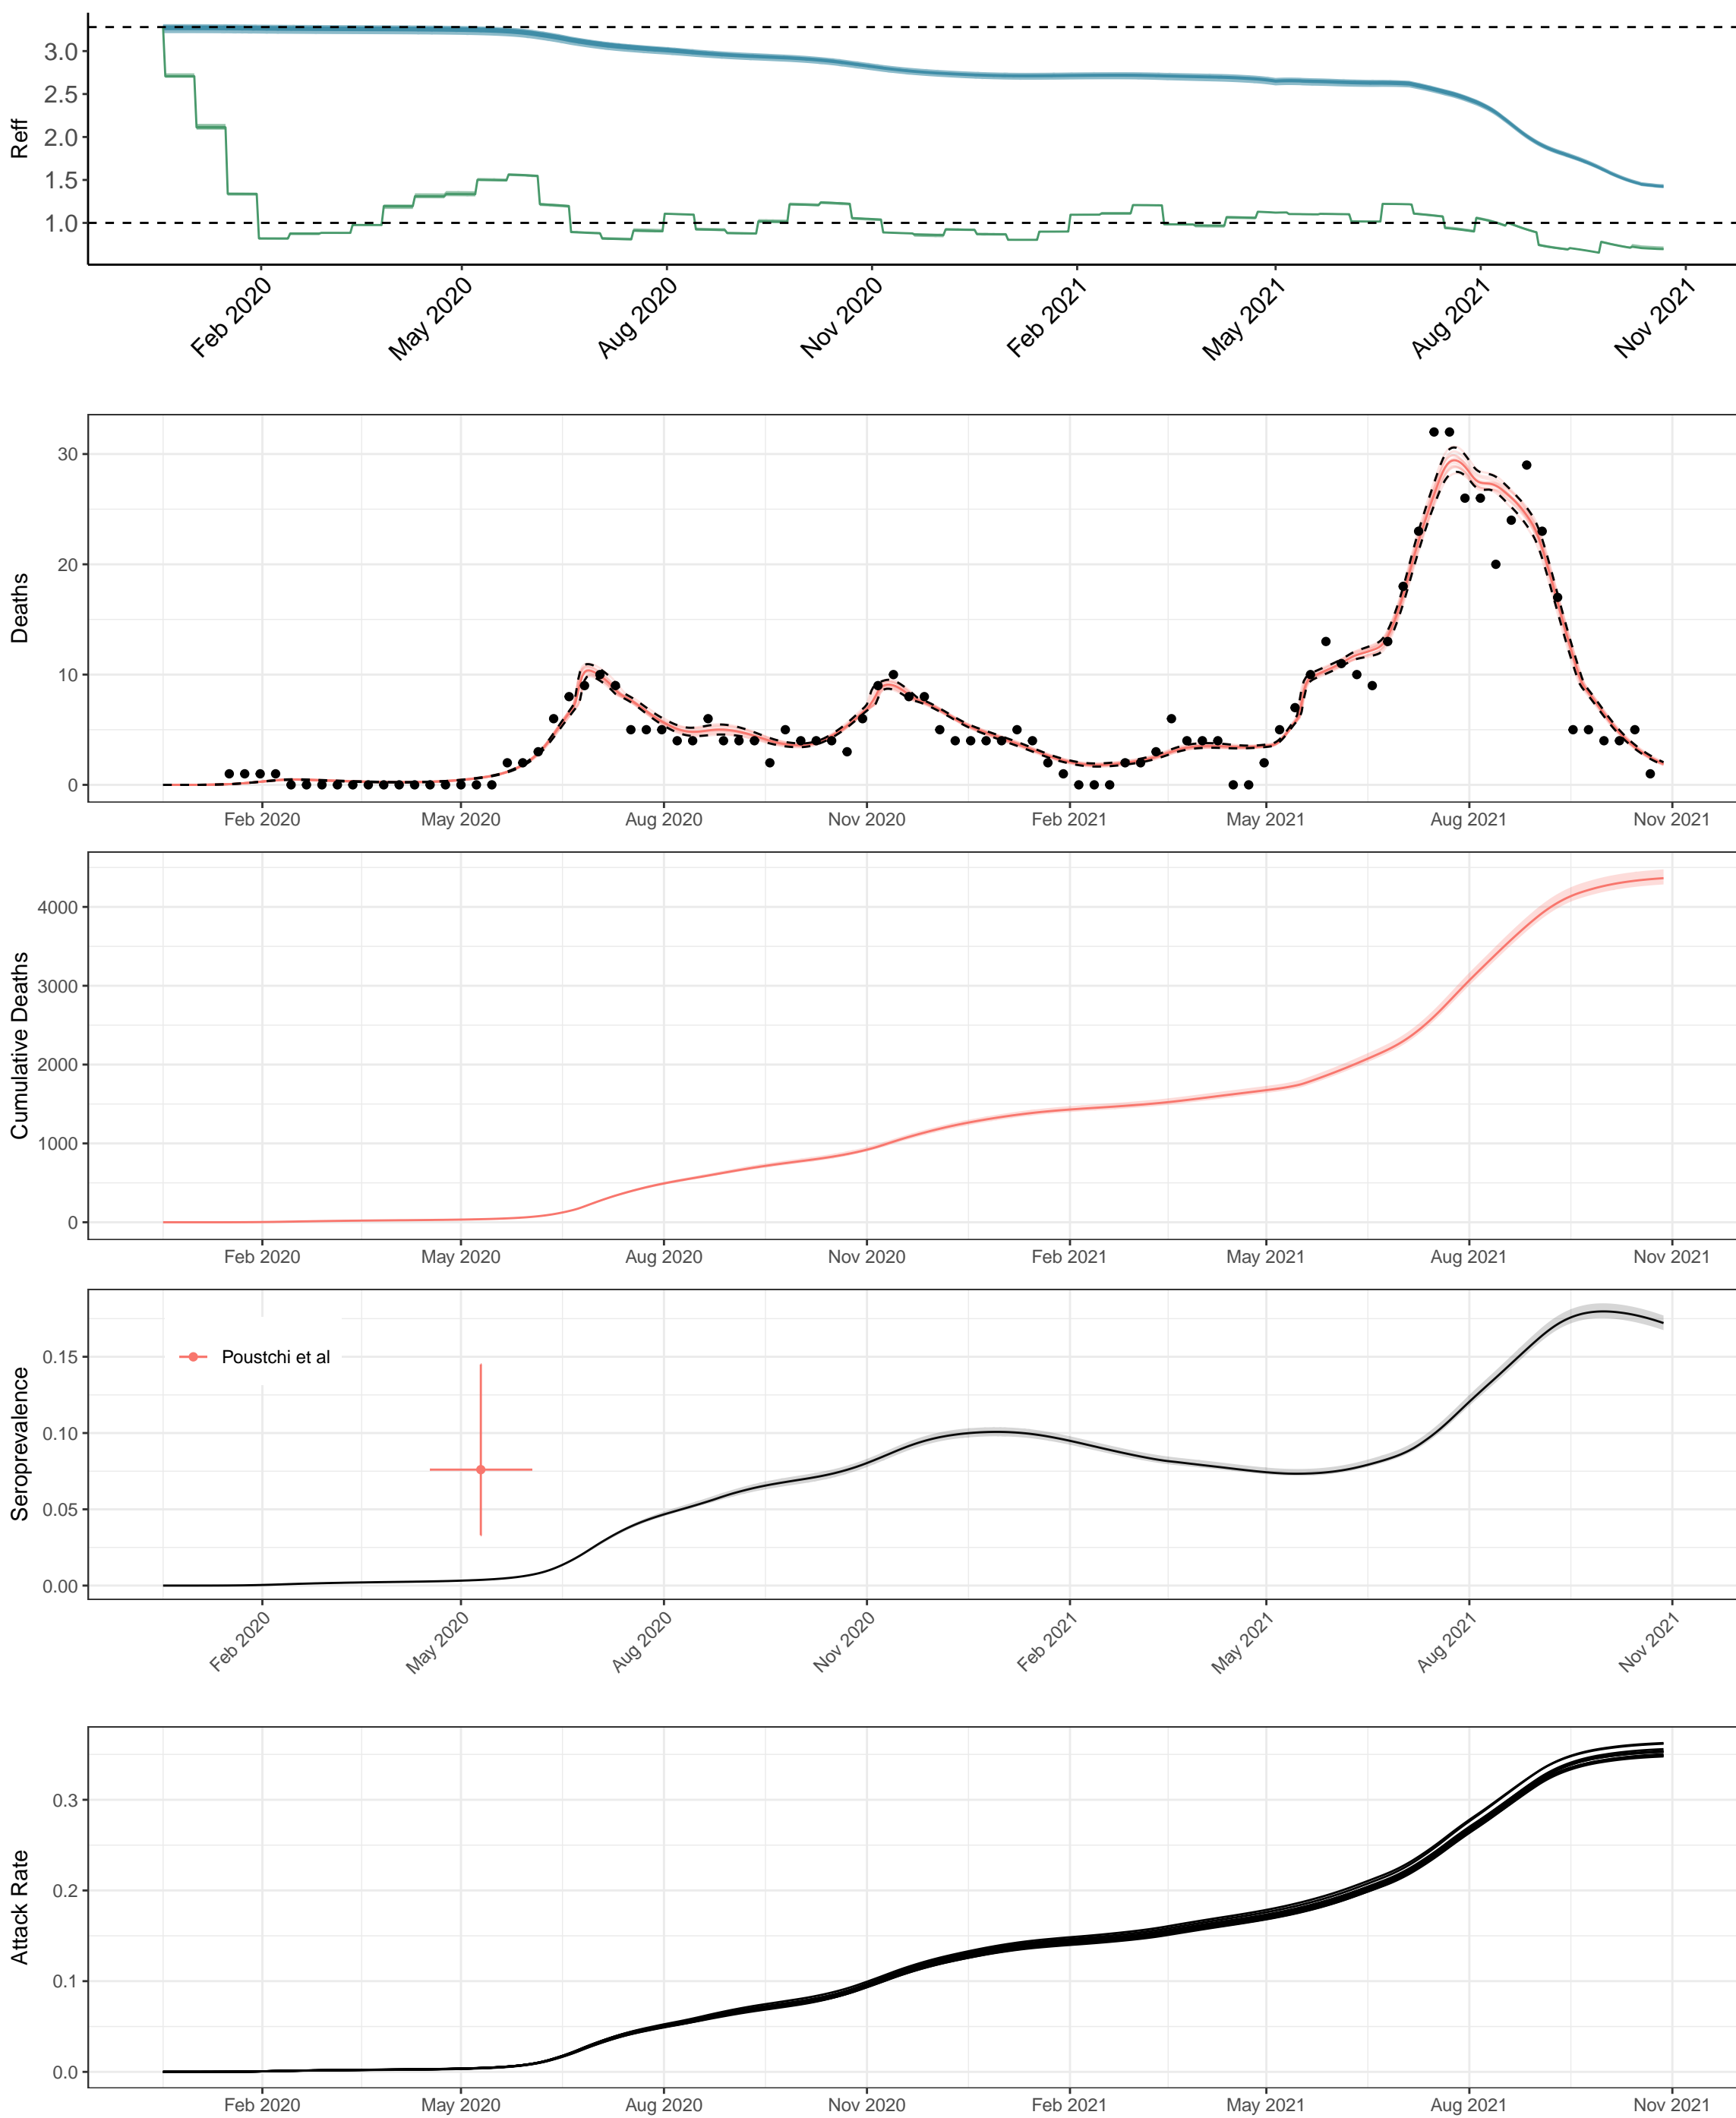 Reff
3.0
2.5
2.0
1.5
1.0
Feb 2020
May 2020
Aug 2020
Nov 2020
Feb 2021
May 2021
Aug 2021
Nov 2021
Deaths
30
20
10
0
Feb 2020
May 2020
Aug 2020
Nov 2020
Feb 2021
May 2021
Aug 2021
Nov 2021
Cumulative Deaths
4000
3000
2000
1000
0
Feb 2020
May 2020
Aug 2020
Nov 2020
Feb 2021
May 2021
Aug 2021
Nov 2021
Seroprevalence
0.15
0.10
0.05
0.00
Poustchi et al
Feb 2020
May 2020
Aug 2020
Nov 2020
Feb 2021
May 2021
Aug 2021
Nov 2021
Attack Rate
0.3
0.2
0.1
0.0
Feb 2020
May 2020
Aug 2020
Nov 2020
Feb 2021
May 2021
Aug 2021
Nov 2021